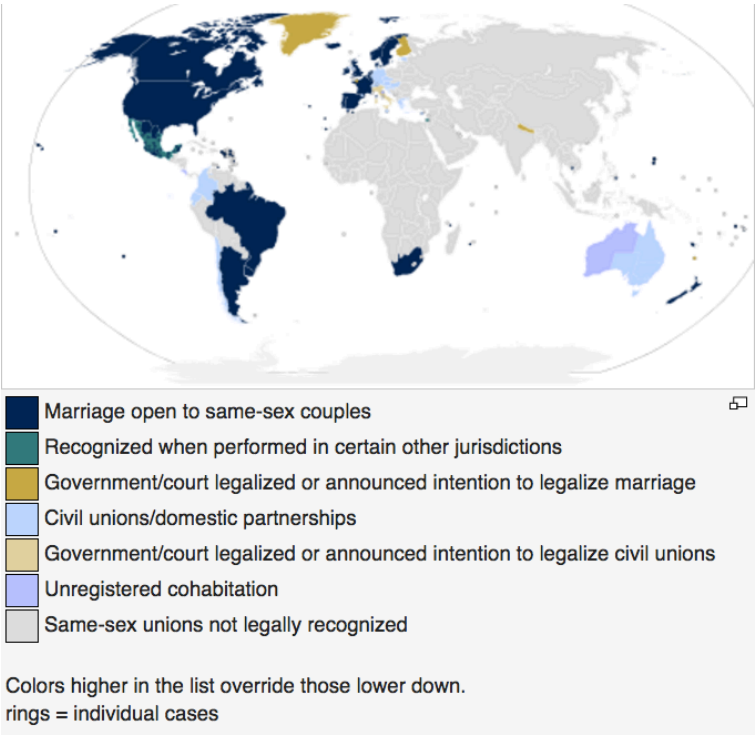 Marriage open to same-sex couples
Recognized when performed in certain other jurisdictions
Government/court legalized or announced intention to legalize marriage
Civil unions/domestic partnerships
Government/court legalized or announced intention to legalize civil unions
Unregistered cohabitation
Same-sex unions not legally recognized
Colors higher in the list override those lower down.
rings = individual cases